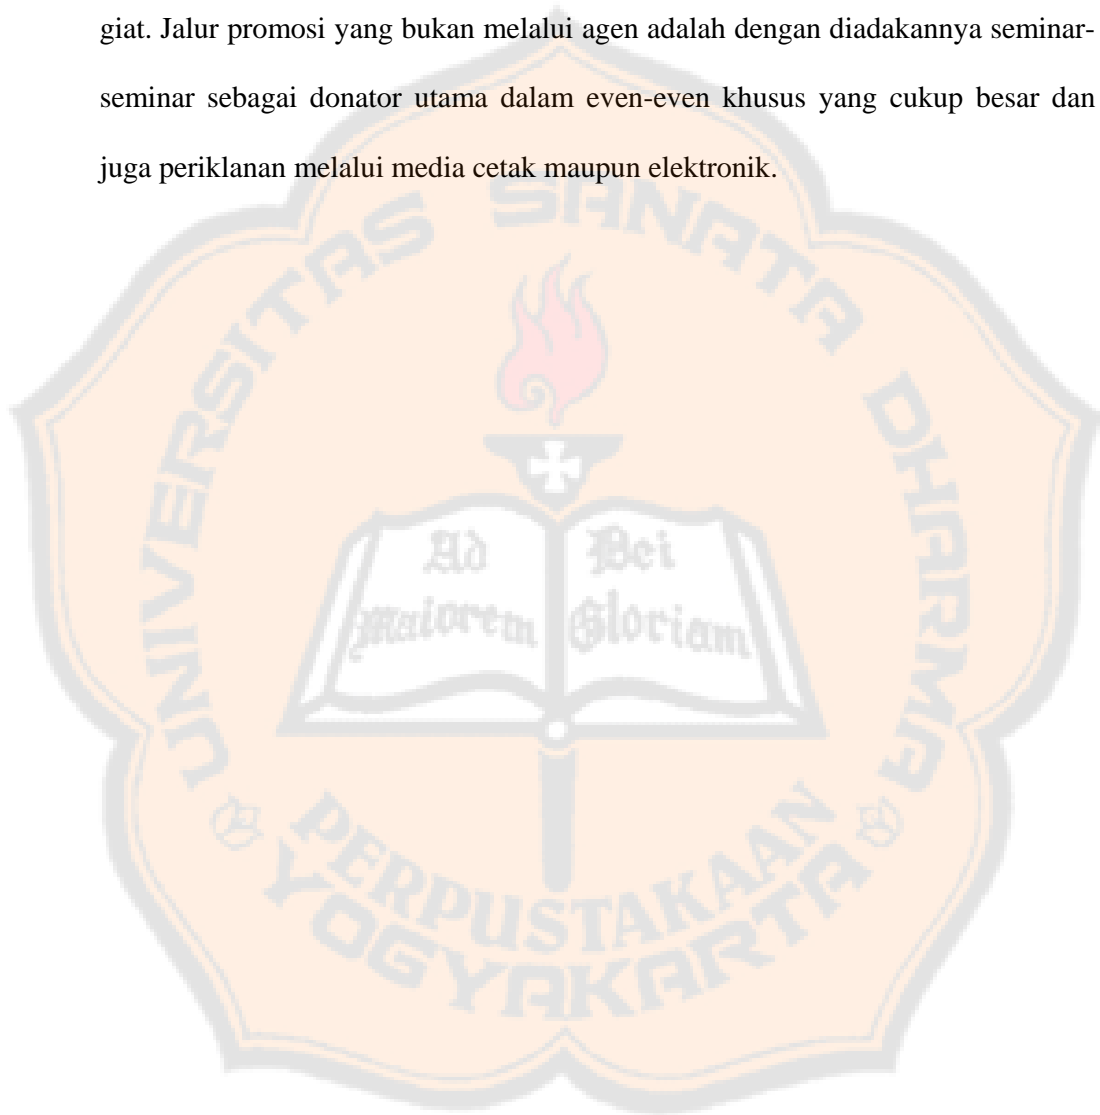 giat. Jalur promosi yang bukan melalui agen adalah dengan diadakannya seminar-
seminar sebagai donator utama dalam even-even khusus yang cukup besar dan
juga periklanan melalui media cetak maupun elektronik.
UNIVERSITAS SANATA DHARMA
Ad
maiorem
Dei
Gloriam
PERPUSTAKAAN
YOGYAKARTA